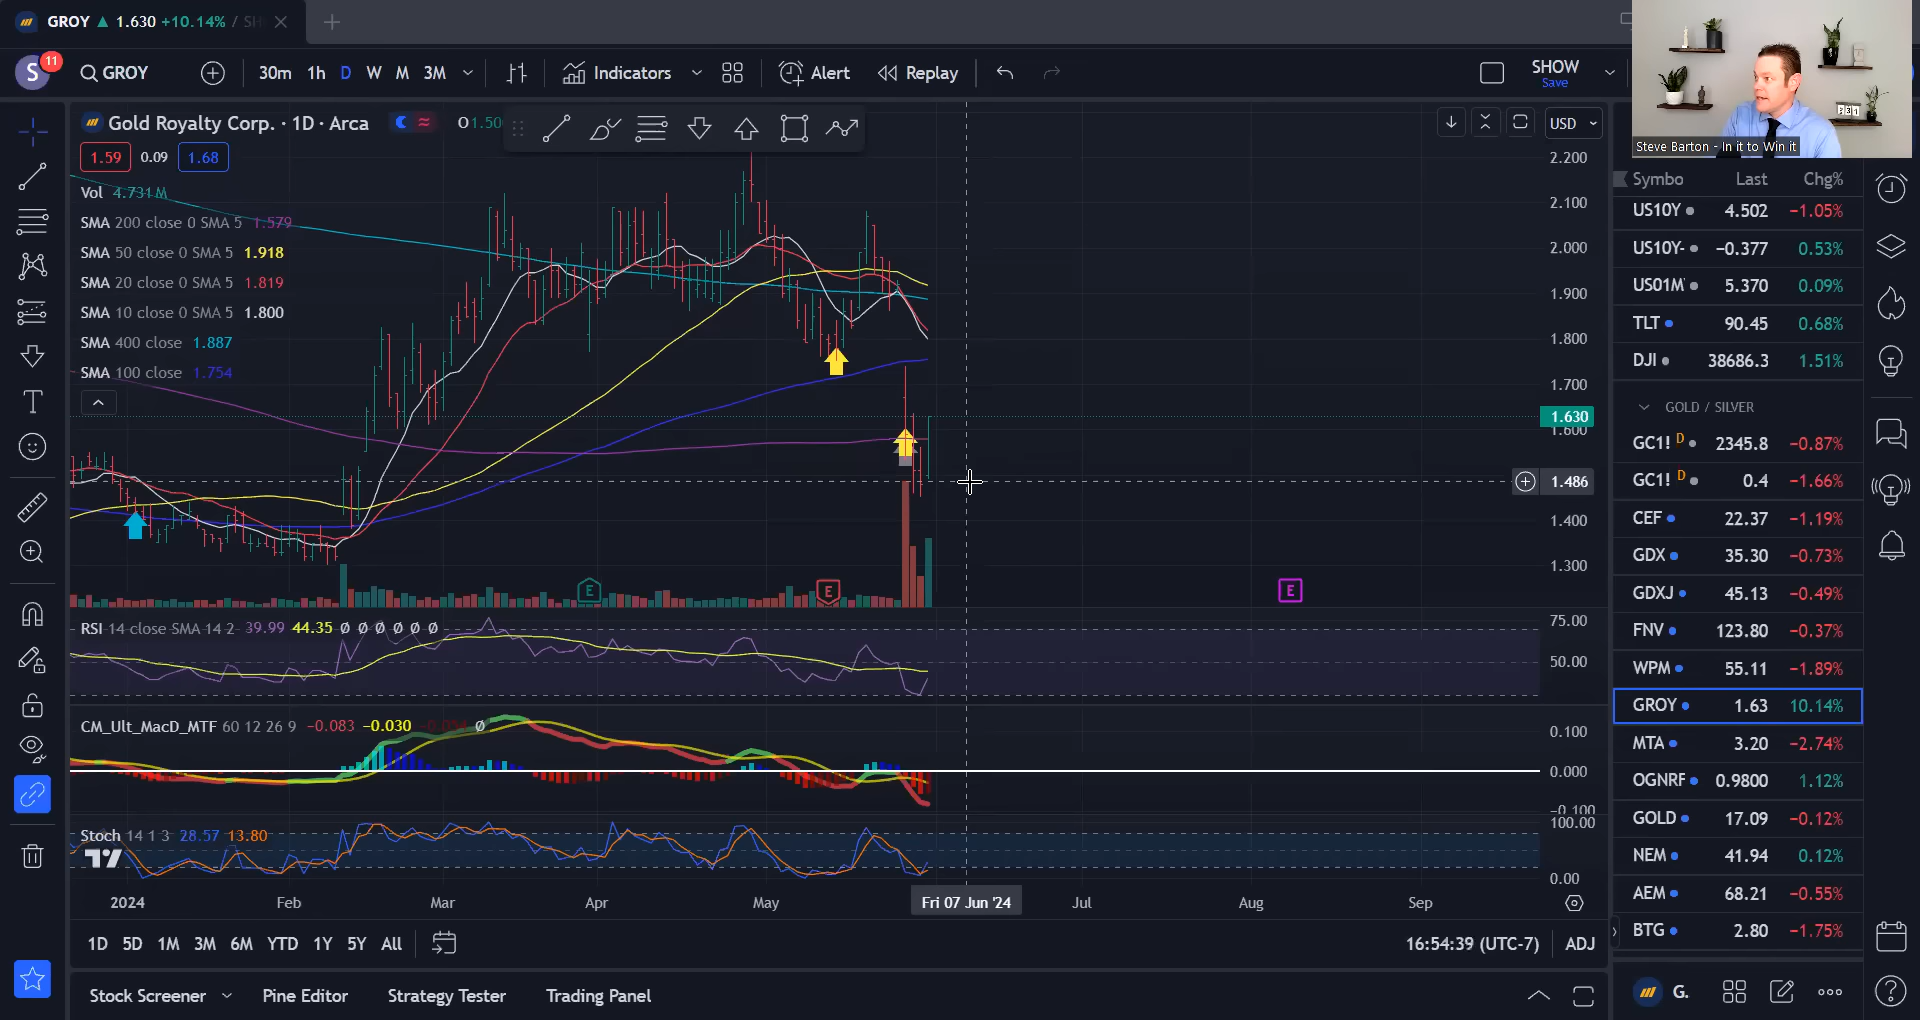 GROY ▲ 1.630 +10.14% / SH
S 11 GROY 30m 1h D W M 3M Indicators Alert Replay SHOW
Save
Steve Barton - In it to Win it
Gold Royalty Corp. · 1D · Arca O1.50 USD
1.59 0.09 1.68
Vol 4.731M
SMA 200 close 0 SMA 5 1.579
SMA 50 close 0 SMA 5 1.918
SMA 20 close 0 SMA 5 1.819
SMA 10 close 0 SMA 5 1.800
SMA 400 close 1.887
SMA 100 close 1.754
2.200
2.100
2.000
1.900
1.800
1.700
1.630
1.600
1.486
1.400
1.300
E E E
RSI 14 close SMA 14 2 39.99 44.35 Ø Ø Ø Ø Ø Ø
75.00
50.00
CM_Ult_MacD_MTF 60 12 26 9 −0.083 −0.030 Ø
0.100
0.000
−0.100
Stoch 14 1 3 28.57 13.80
100.00
0.00
2024 Feb Mar Apr May Fri 07 Jun '24 Jul Aug Sep
1D 5D 1M 3M 6M YTD 1Y 5Y All 16:54:39 (UTC-7) ADJ
Stock Screener Pine Editor Strategy Tester Trading Panel
Symbo Last Chg%
US10Y 4.502 −1.05%
US10Y- −0.377 0.53%
US01M 5.370 0.09%
TLT 90.45 0.68%
DJI 38686.3 1.51%
GOLD / SILVER
GC1! D 2345.8 −0.87%
GC1! D 0.4 −1.66%
CEF 22.37 −1.19%
GDX 35.30 −0.73%
GDXJ 45.13 −0.49%
FNV 123.80 −0.37%
WPM 55.11 −1.89%
GROY 1.63 10.14%
MTA 3.20 −2.74%
OGNRF 0.9800 1.12%
GOLD 17.09 −0.12%
NEM 41.94 0.12%
AEM 68.21 −0.55%
BTG 2.80 −1.75%
G.